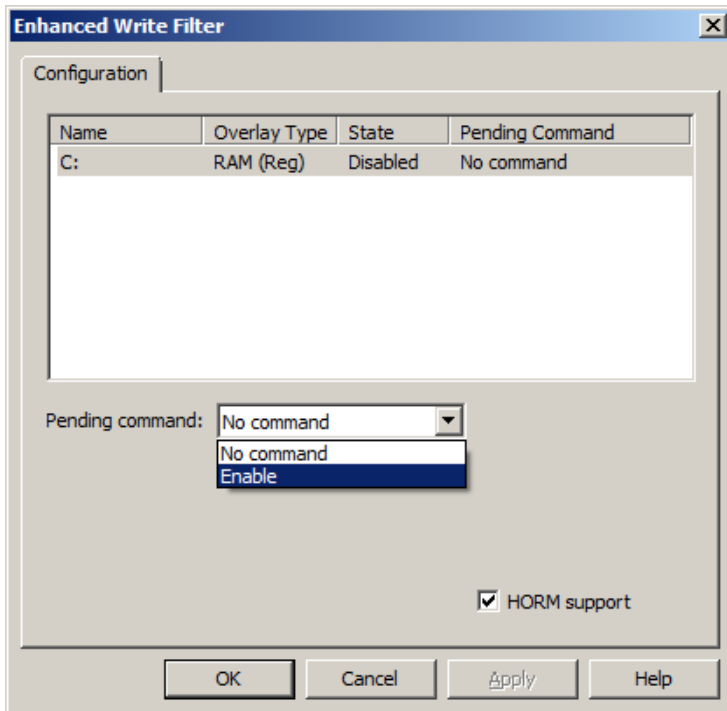 Enhanced Write Filter
Configuration
Name Overlay Type State Pending Command
C: RAM (Reg) Disabled No command
Pending command: No command
No command
Enable
HORM support
OK Cancel Apply Help